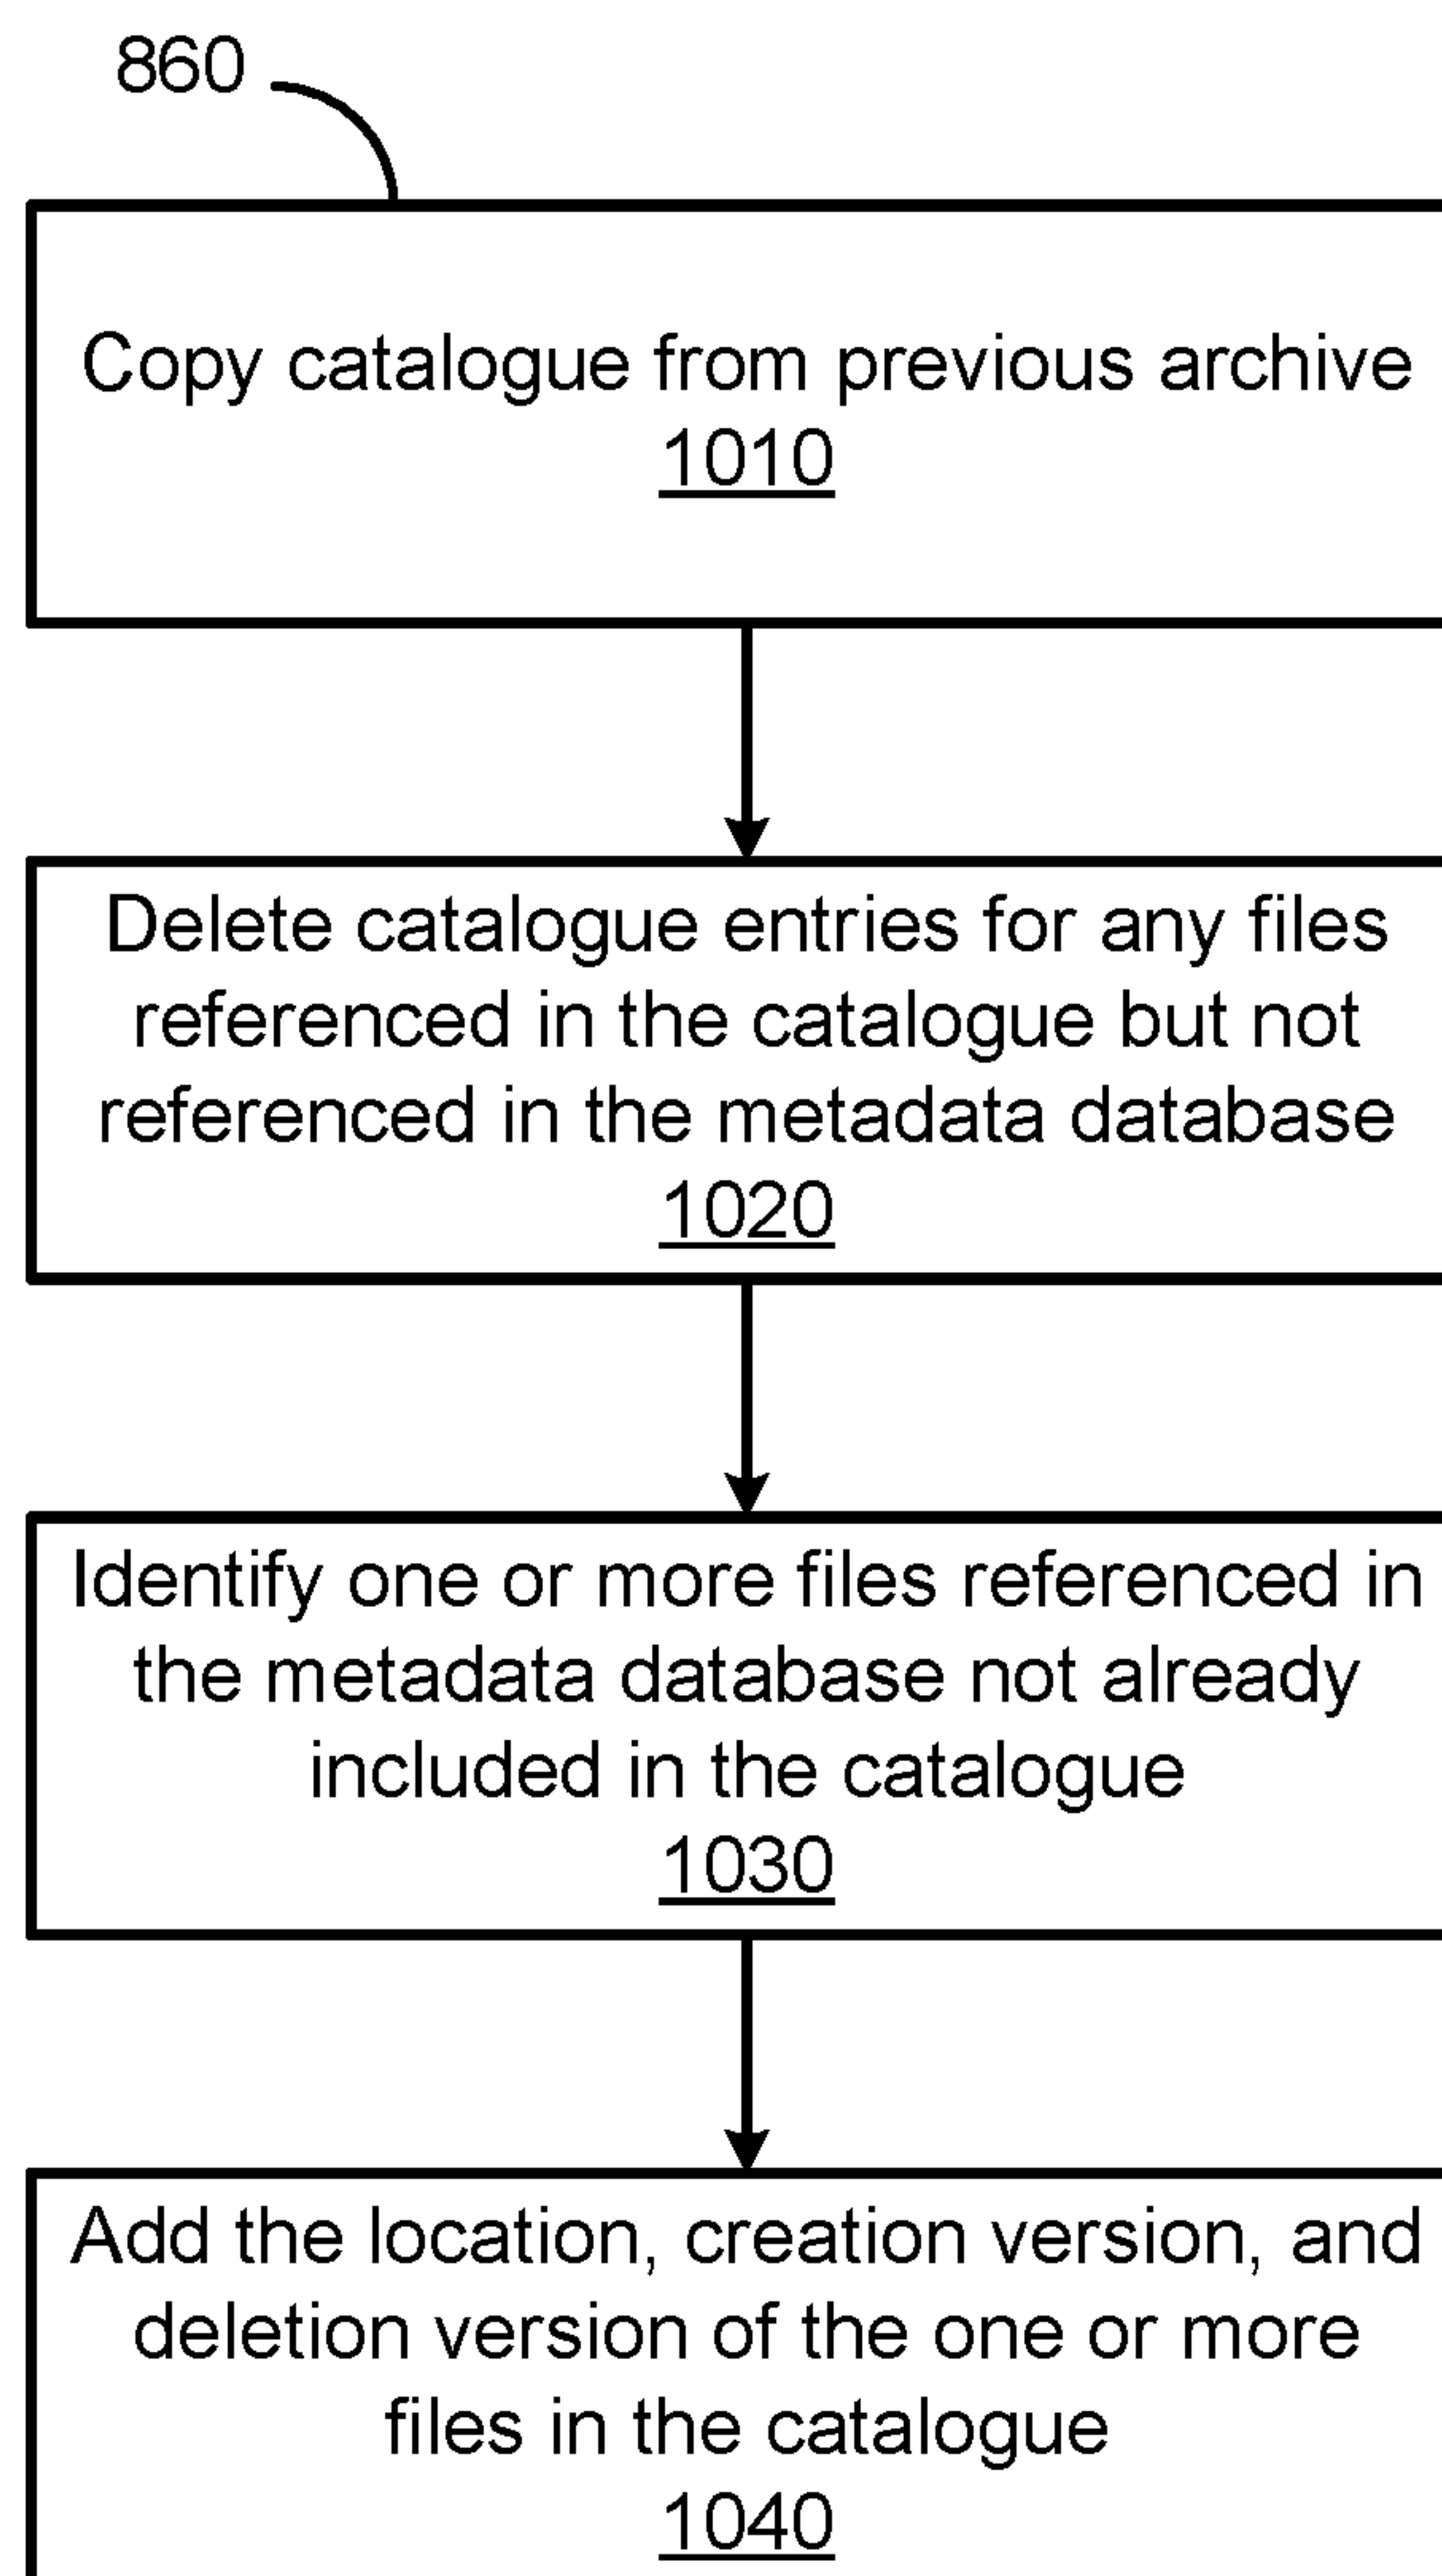 860
Copy catalogue from previous archive
1010
Delete catalogue entries for any files
referenced in the catalogue but not
referenced in the metadata database
1020
Identify one or more files referenced in
the metadata database not already
included in the catalogue
1030
Add the location, creation version, and
deletion version of the one or more
files in the catalogue
1040